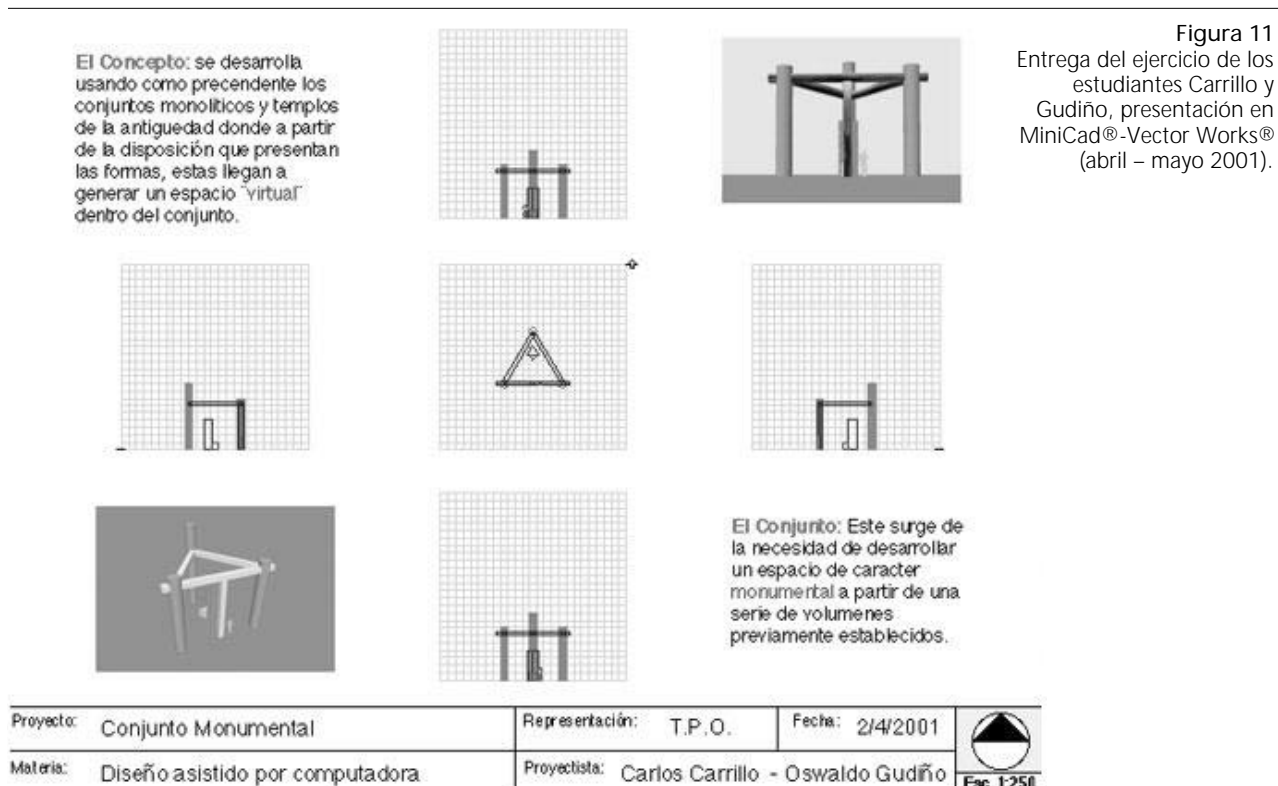 Figura 11
Entrega del ejercicio de los
estudiantes Carrillo y
Gudiño, presentación en
MiniCad®-Vector Works®
(abril – mayo 2001).
El Concepto: se desarrolla
usando como precendente los
conjuntos monolíticos y templos
de la antiguedad donde a partir
de la disposición que presentan
las formas, estas llegan a
generar un espacio "virtual"
dentro del conjunto.
El Conjunto: Este surge de
la necesidad de desarrollar
un espacio de caracter
monumental a partir de una
serie de volumenes
previamente establecidos.
Proyecto: Conjunto Monumental
Representación: T.P.O.
Fecha: 2/4/2001
Materia: Diseño asistido por computadora
Proyectista: Carlos Carrillo - Oswaldo Gudiño
Esc. 1:250